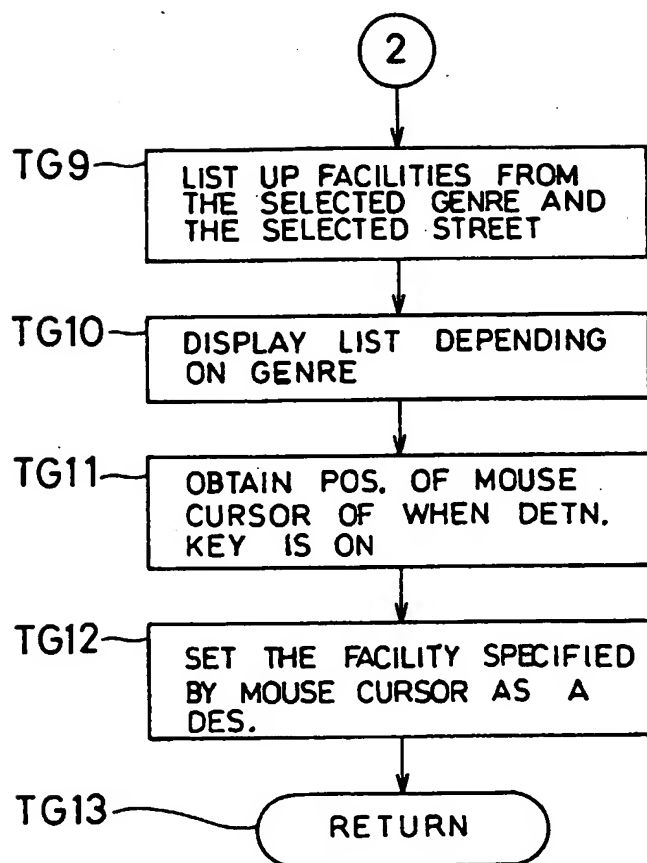 2
TG9
LIST UP FACILITIES FROM
THE SELECTED GENRE AND
THE SELECTED STREET
TG10
DISPLAY LIST DEPENDING
ON GENRE
TG11
OBTAIN POS. OF MOUSE
CURSOR OF WHEN DETN.
KEY IS ON
TG12
SET THE FACILITY SPECIFIED
BY MOUSE CURSOR AS A
DES.
TG13
RETURN